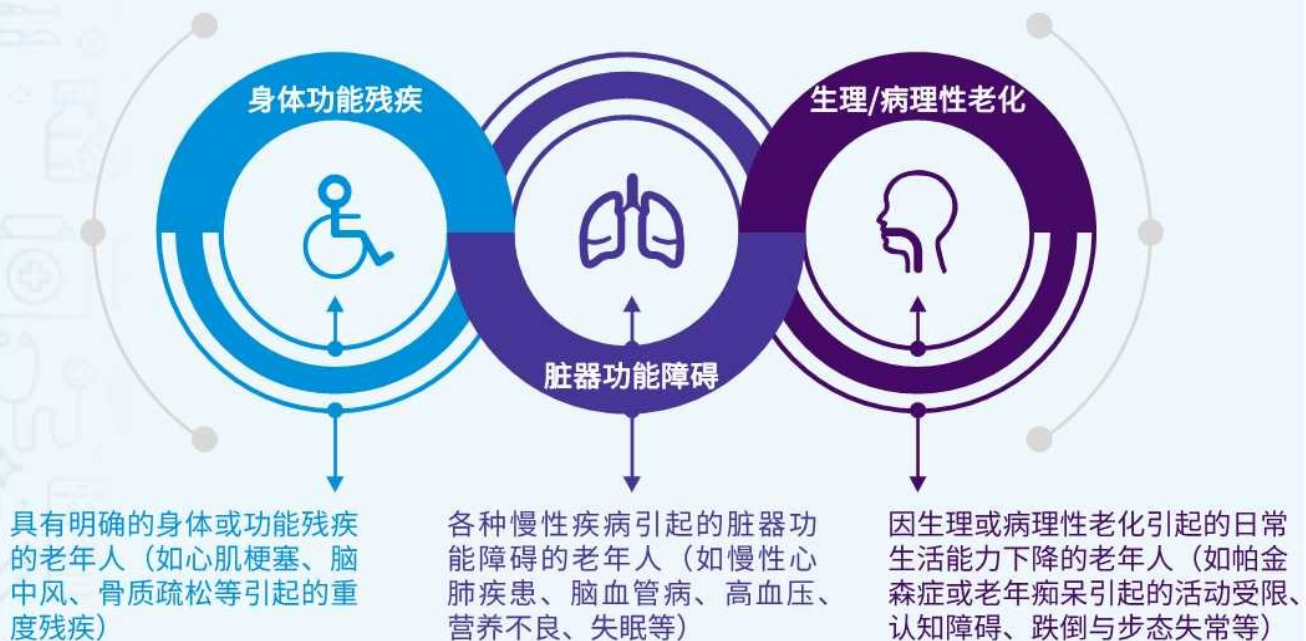 身体功能残疾
脏器功能障碍
生理/病理性老化
具有明确的身体或功能残疾
的老年人（如心肌梗塞、脑
中风、骨质疏松等引起的重
度残疾）
各种慢性疾病引起的脏器功
能障碍的老年人（如慢性心
肺疾患、脑血管病、高血压、
营养不良、失眠等）
因生理或病理性老化引起的日常
生活能力下降的老年人（如帕金
森症或老年痴呆引起的活动受限、
认知障碍、跌倒与步态失常等）